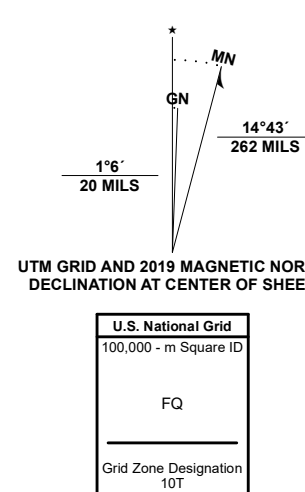 ★
MN
GN
14°43´
262 MILS
1°6´
20 MILS
UTM GRID AND 2019 MAGNETIC NOR
DECLINATION AT CENTER OF SHEE
U.S. National Grid
100,000 - m Square ID
FQ
Grid Zone Designation
10T